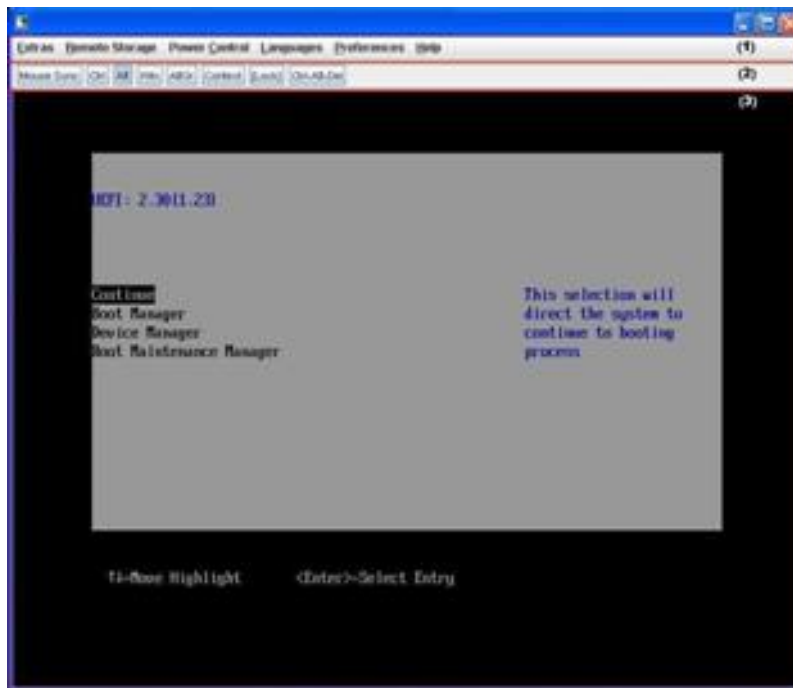 Extras Remote Storage Power Control Languages Preferences Help (1)
Mouse Sync Ctrl Alt Win AltGr Context [Lock] Ctrl-Alt-Del (2)
(3)
UEFI: 2.30(1.23)
Continue
Boot Manager
Device Manager
Boot Maintenance Manager
This selection will
direct the system to
continue to booting
process
↑↓=Move Highlight <Enter>=Select Entry